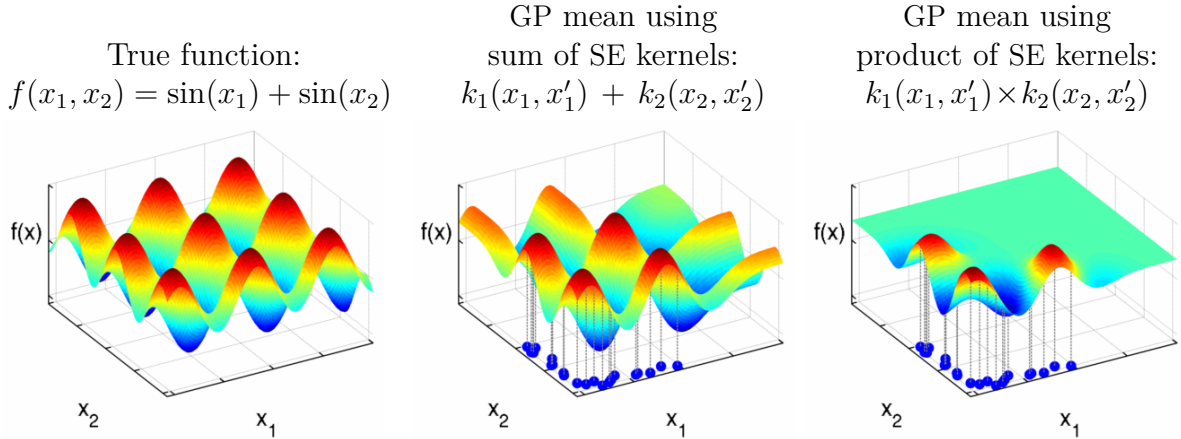 True function:
f(x₁, x₂) = sin(x₁) + sin(x₂)
GP mean using
sum of SE kernels:
k₁(x₁, x₁′) + k₂(x₂, x₂′)
GP mean using
product of SE kernels:
k₁(x₁, x₁′)×k₂(x₂, x₂′)
f(x)
x₂
x₁
f(x)
x₂
x₁
f(x)
x₂
x₁